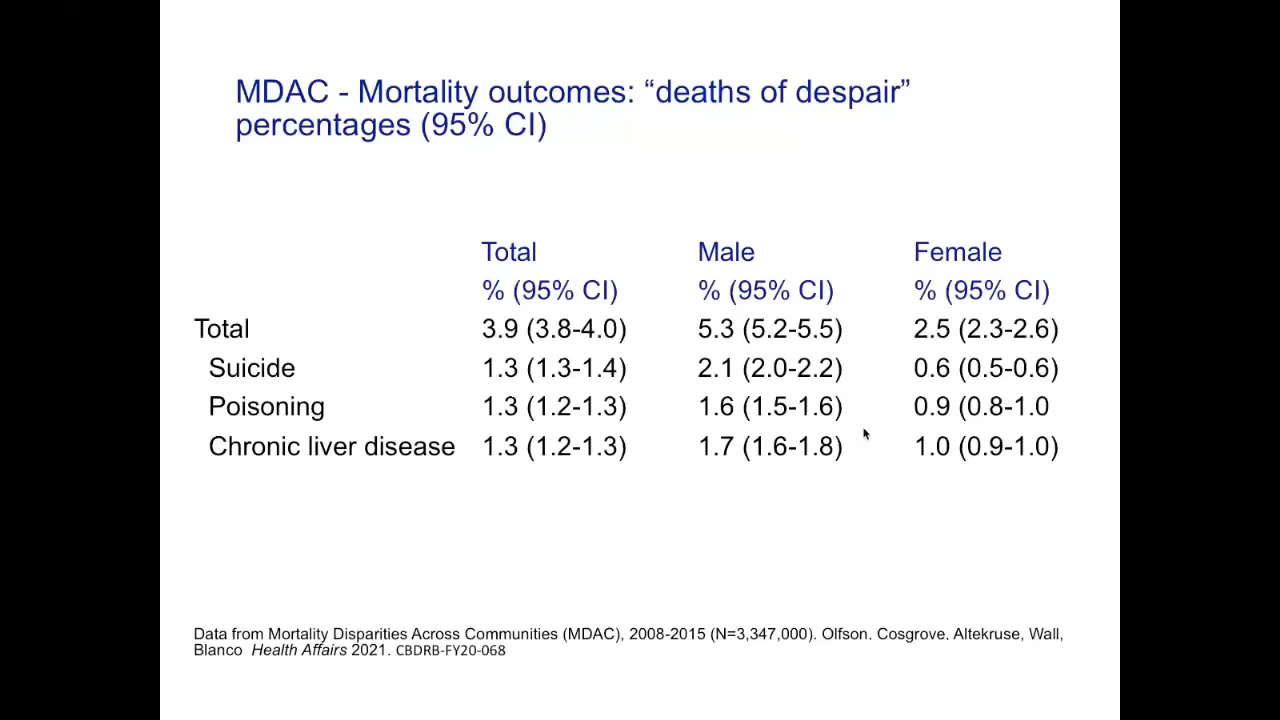 MDAC - Mortality outcomes: “deaths of despair”
percentages (95% CI)
Total Male Female
% (95% CI) % (95% CI) % (95% CI)
Total 3.9 (3.8-4.0) 5.3 (5.2-5.5) 2.5 (2.3-2.6)
Suicide 1.3 (1.3-1.4) 2.1 (2.0-2.2) 0.6 (0.5-0.6)
Poisoning 1.3 (1.2-1.3) 1.6 (1.5-1.6) 0.9 (0.8-1.0
Chronic liver disease 1.3 (1.2-1.3) 1.7 (1.6-1.8) 1.0 (0.9-1.0)
Data from Mortality Disparities Across Communities (MDAC), 2008-2015 (N=3,347,000). Olfson. Cosgrove. Altekruse, Wall,
Blanco Health Affairs 2021. CBDRB-FY20-068